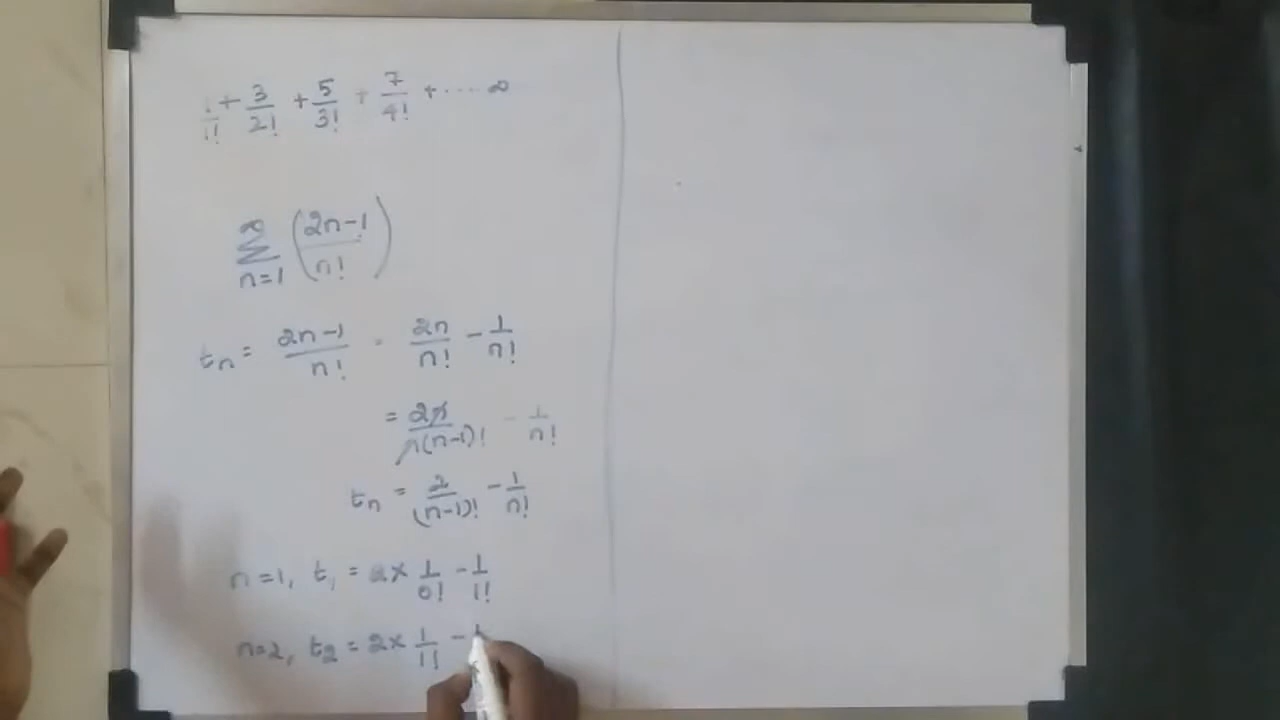 1/1! + 3/2! + 5/3! + 7/4! + .... ∞
∞ Σ n=1 (2n-1/n!)
tn = 2n-1/n! = 2n/n! - 1/n!
= 2n/n(n-1)! - 1/n!
tn = 2/(n-1)! - 1/n!
n=1, t1 = 2× 1/0! - 1/1!
n=2, t2 = 2× 1/1! - 1